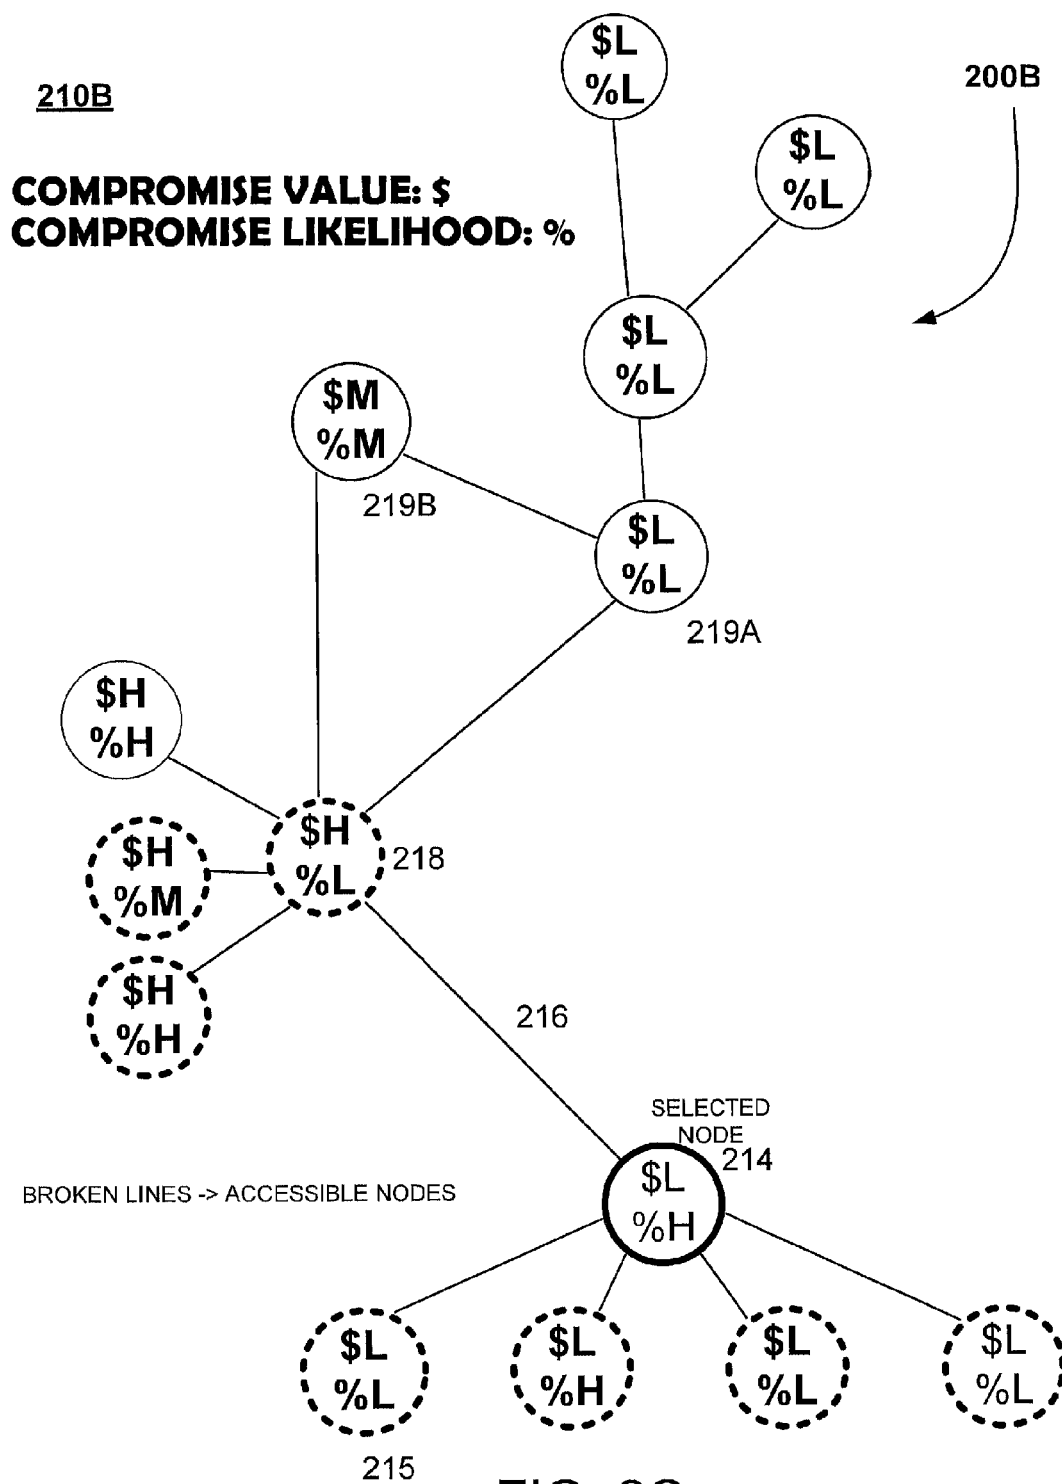 $L
%L
200B
210B
$L
%L
COMPROMISE VALUE: $
COMPROMISE LIKELIHOOD: %
$L
%L
$M
%M
219B
$L
%L
219A
$H
%H
$H
%L
218
$H
%M
$H
%H
216
SELECTED
NODE
214
$L
%H
BROKEN LINES -> ACCESSIBLE NODES
$L
%L
$L
%H
$L
%L
$L
%L
215